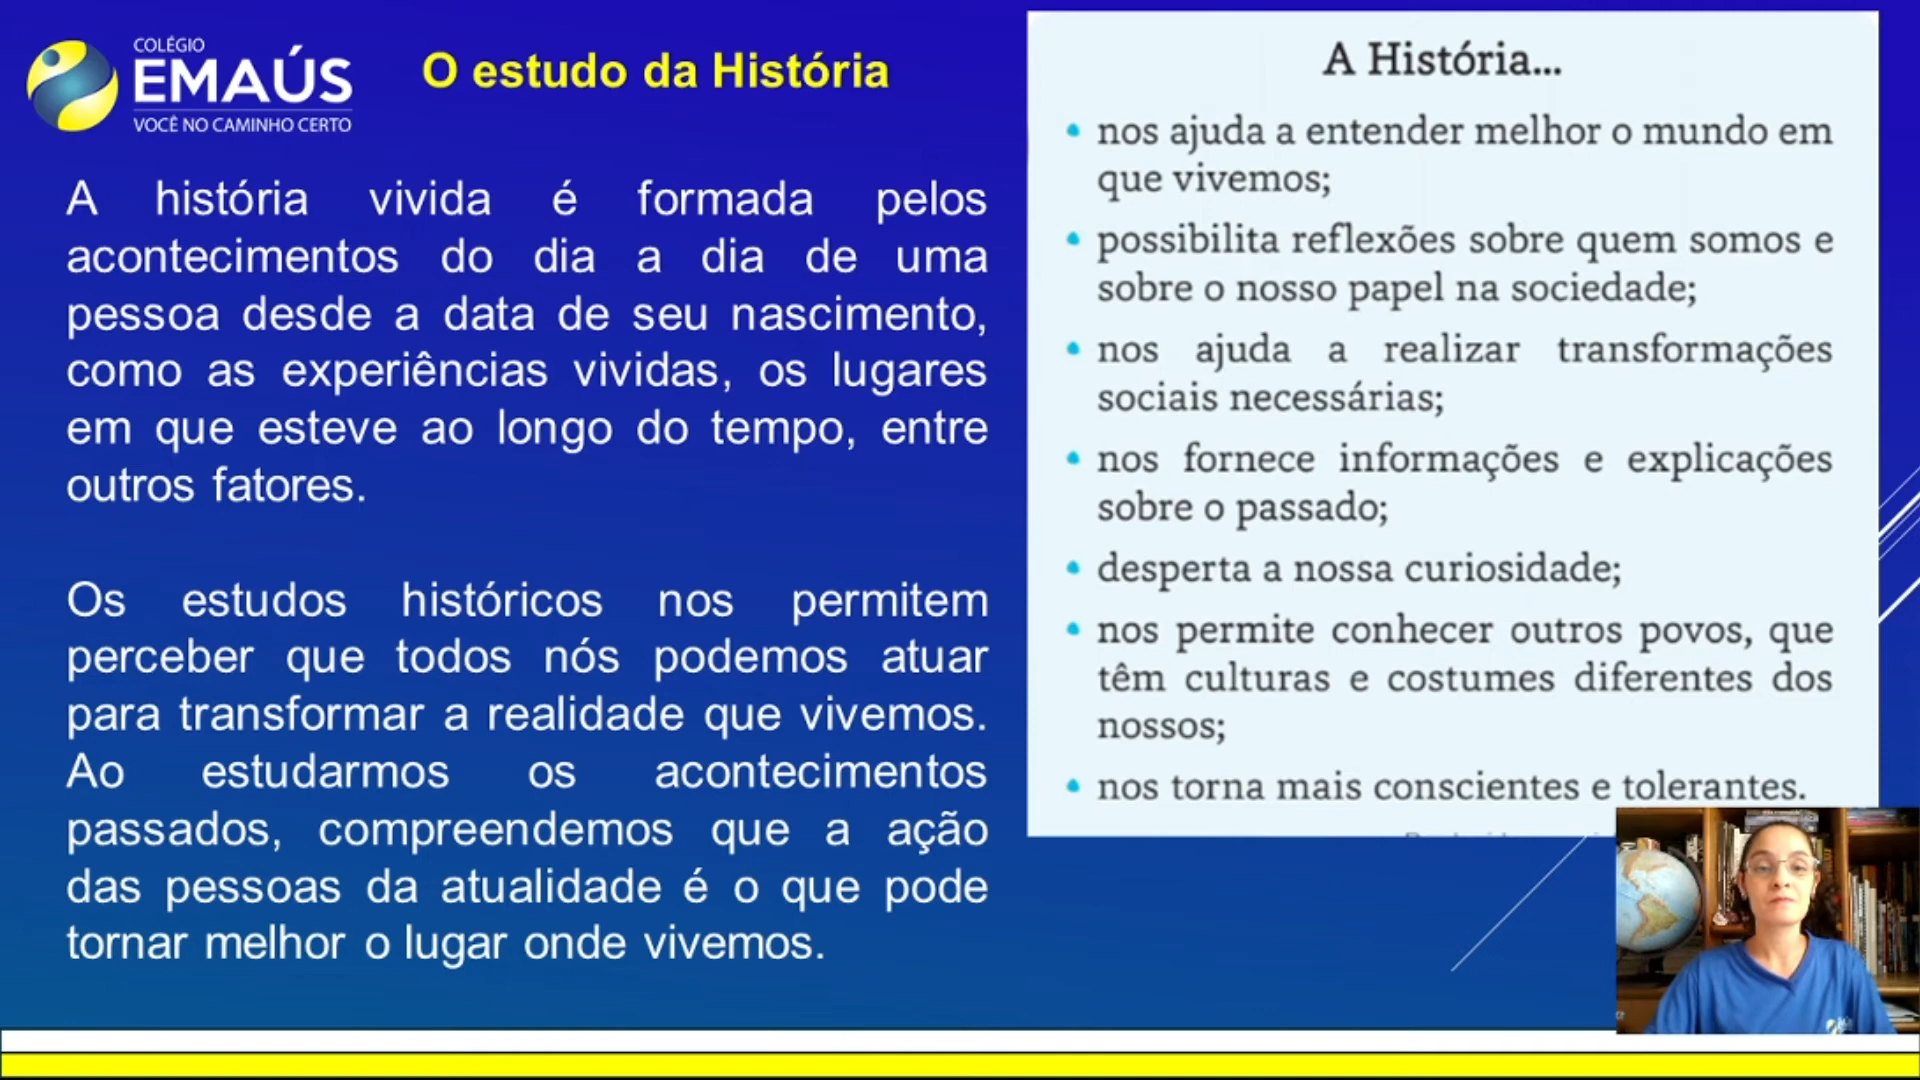 COLÉGIO
EMAÚS
VOCÊ NO CAMINHO CERTO
O estudo da História
A história vivida é formada pelos
acontecimentos do dia a dia de uma
pessoa desde a data de seu nascimento,
como as experiências vividas, os lugares
em que esteve ao longo do tempo, entre
outros fatores.
Os estudos históricos nos permitem
perceber que todos nós podemos atuar
para transformar a realidade que vivemos.
Ao estudarmos os acontecimentos
passados, compreendemos que a ação
das pessoas da atualidade é o que pode
tornar melhor o lugar onde vivemos.
A História...
• nos ajuda a entender melhor o mundo em
que vivemos;
• possibilita reflexões sobre quem somos e
sobre o nosso papel na sociedade;
• nos ajuda a realizar transformações
sociais necessárias;
• nos fornece informações e explicações
sobre o passado;
• desperta a nossa curiosidade;
• nos permite conhecer outros povos, que
têm culturas e costumes diferentes dos
nossos;
• nos torna mais conscientes e tolerantes.